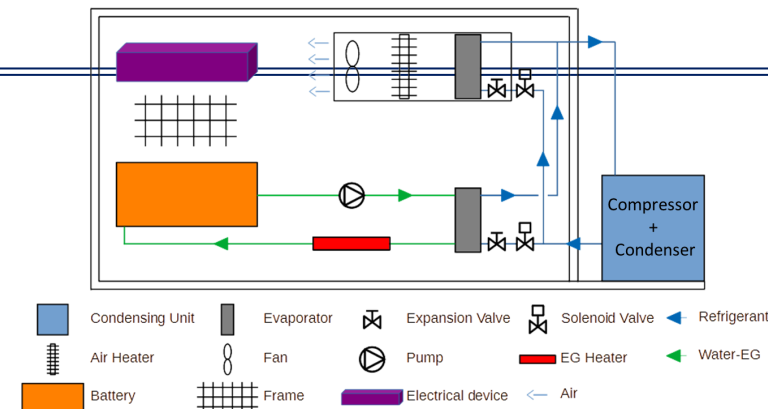 Compressor
+
Condenser
Condensing Unit
Evaporator
Expansion Valve
Solenoid Valve
Refrigerant
Air Heater
Fan
Pump
EG Heater
Water-EG
Battery
Frame
Electrical device
Air